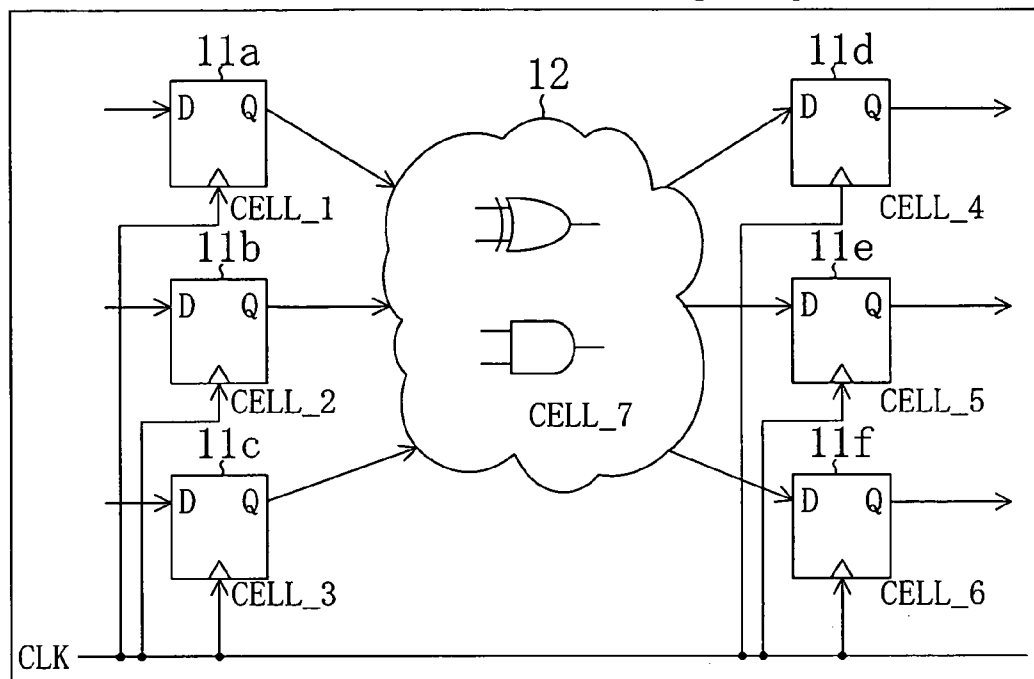 11a
D Q
CELL_1
11b
D Q
CELL_2
11c
D Q
CELL_3
12
CELL_7
11d
D Q
CELL_4
11e
D Q
CELL_5
11f
D Q
CELL_6
CLK